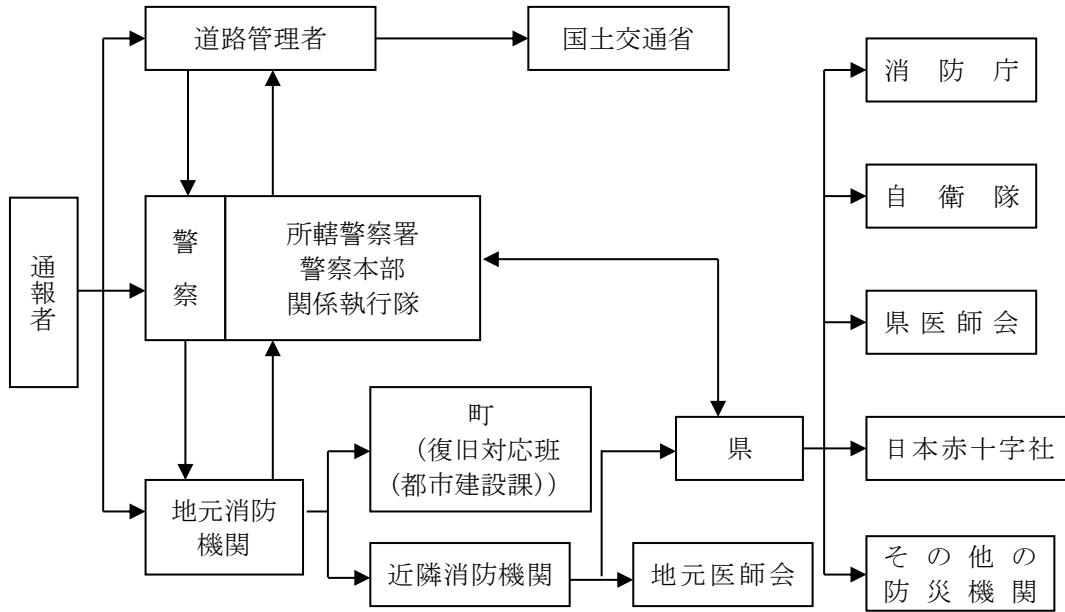 道路管理者
国土交通省
消防庁
自衛隊
通報者
警察
所轄警察署
警察本部
関係執行隊
県医師会
町
（復旧対応班
（都市建設課））
県
日本赤十字社
地元消防
機関
近隣消防機関
地元医師会
その他の
防災機関